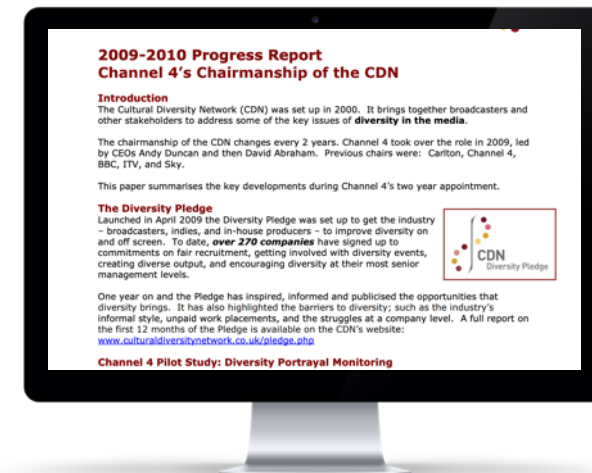 2009-2010 Progress Report
Channel 4's Chairmanship of the CDN
Introduction
The Cultural Diversity Network (CDN) was set up in 2000.  It brings together broadcasters and
other stakeholders to address some of the key issues of diversity in the media.
The chairmanship of the CDN changes every 2 years. Channel 4 took over the role in 2009, led
by CEOs Andy Duncan and then David Abraham.  Previous chairs were:  Carlton, Channel 4,
BBC, ITV, and Sky.
This paper summarises the key developments during Channel 4's two year appointment.
The Diversity Pledge
Launched in April 2009 the Diversity Pledge was set up to get the industry
– broadcasters, indies, and in-house producers – to improve diversity on
and off screen.  To date, over 270 companies have signed up to
commitments on fair recruitment, getting involved with diversity events,
creating diverse output, and encouraging diversity at their most senior
management levels.
CDN
Diversity Pledge
One year on and the Pledge has inspired, informed and publicised the opportunities that
diversity brings.  It has also highlighted the barriers to diversity; such as the industry's
informal style, unpaid work placements, and the struggles at a company level.  A full report on
the first 12 months of the Pledge is available on the CDN's website:
www.culturaldiversitynetwork.co.uk/pledge.php
Channel 4 Pilot Study: Diversity Portrayal Monitoring